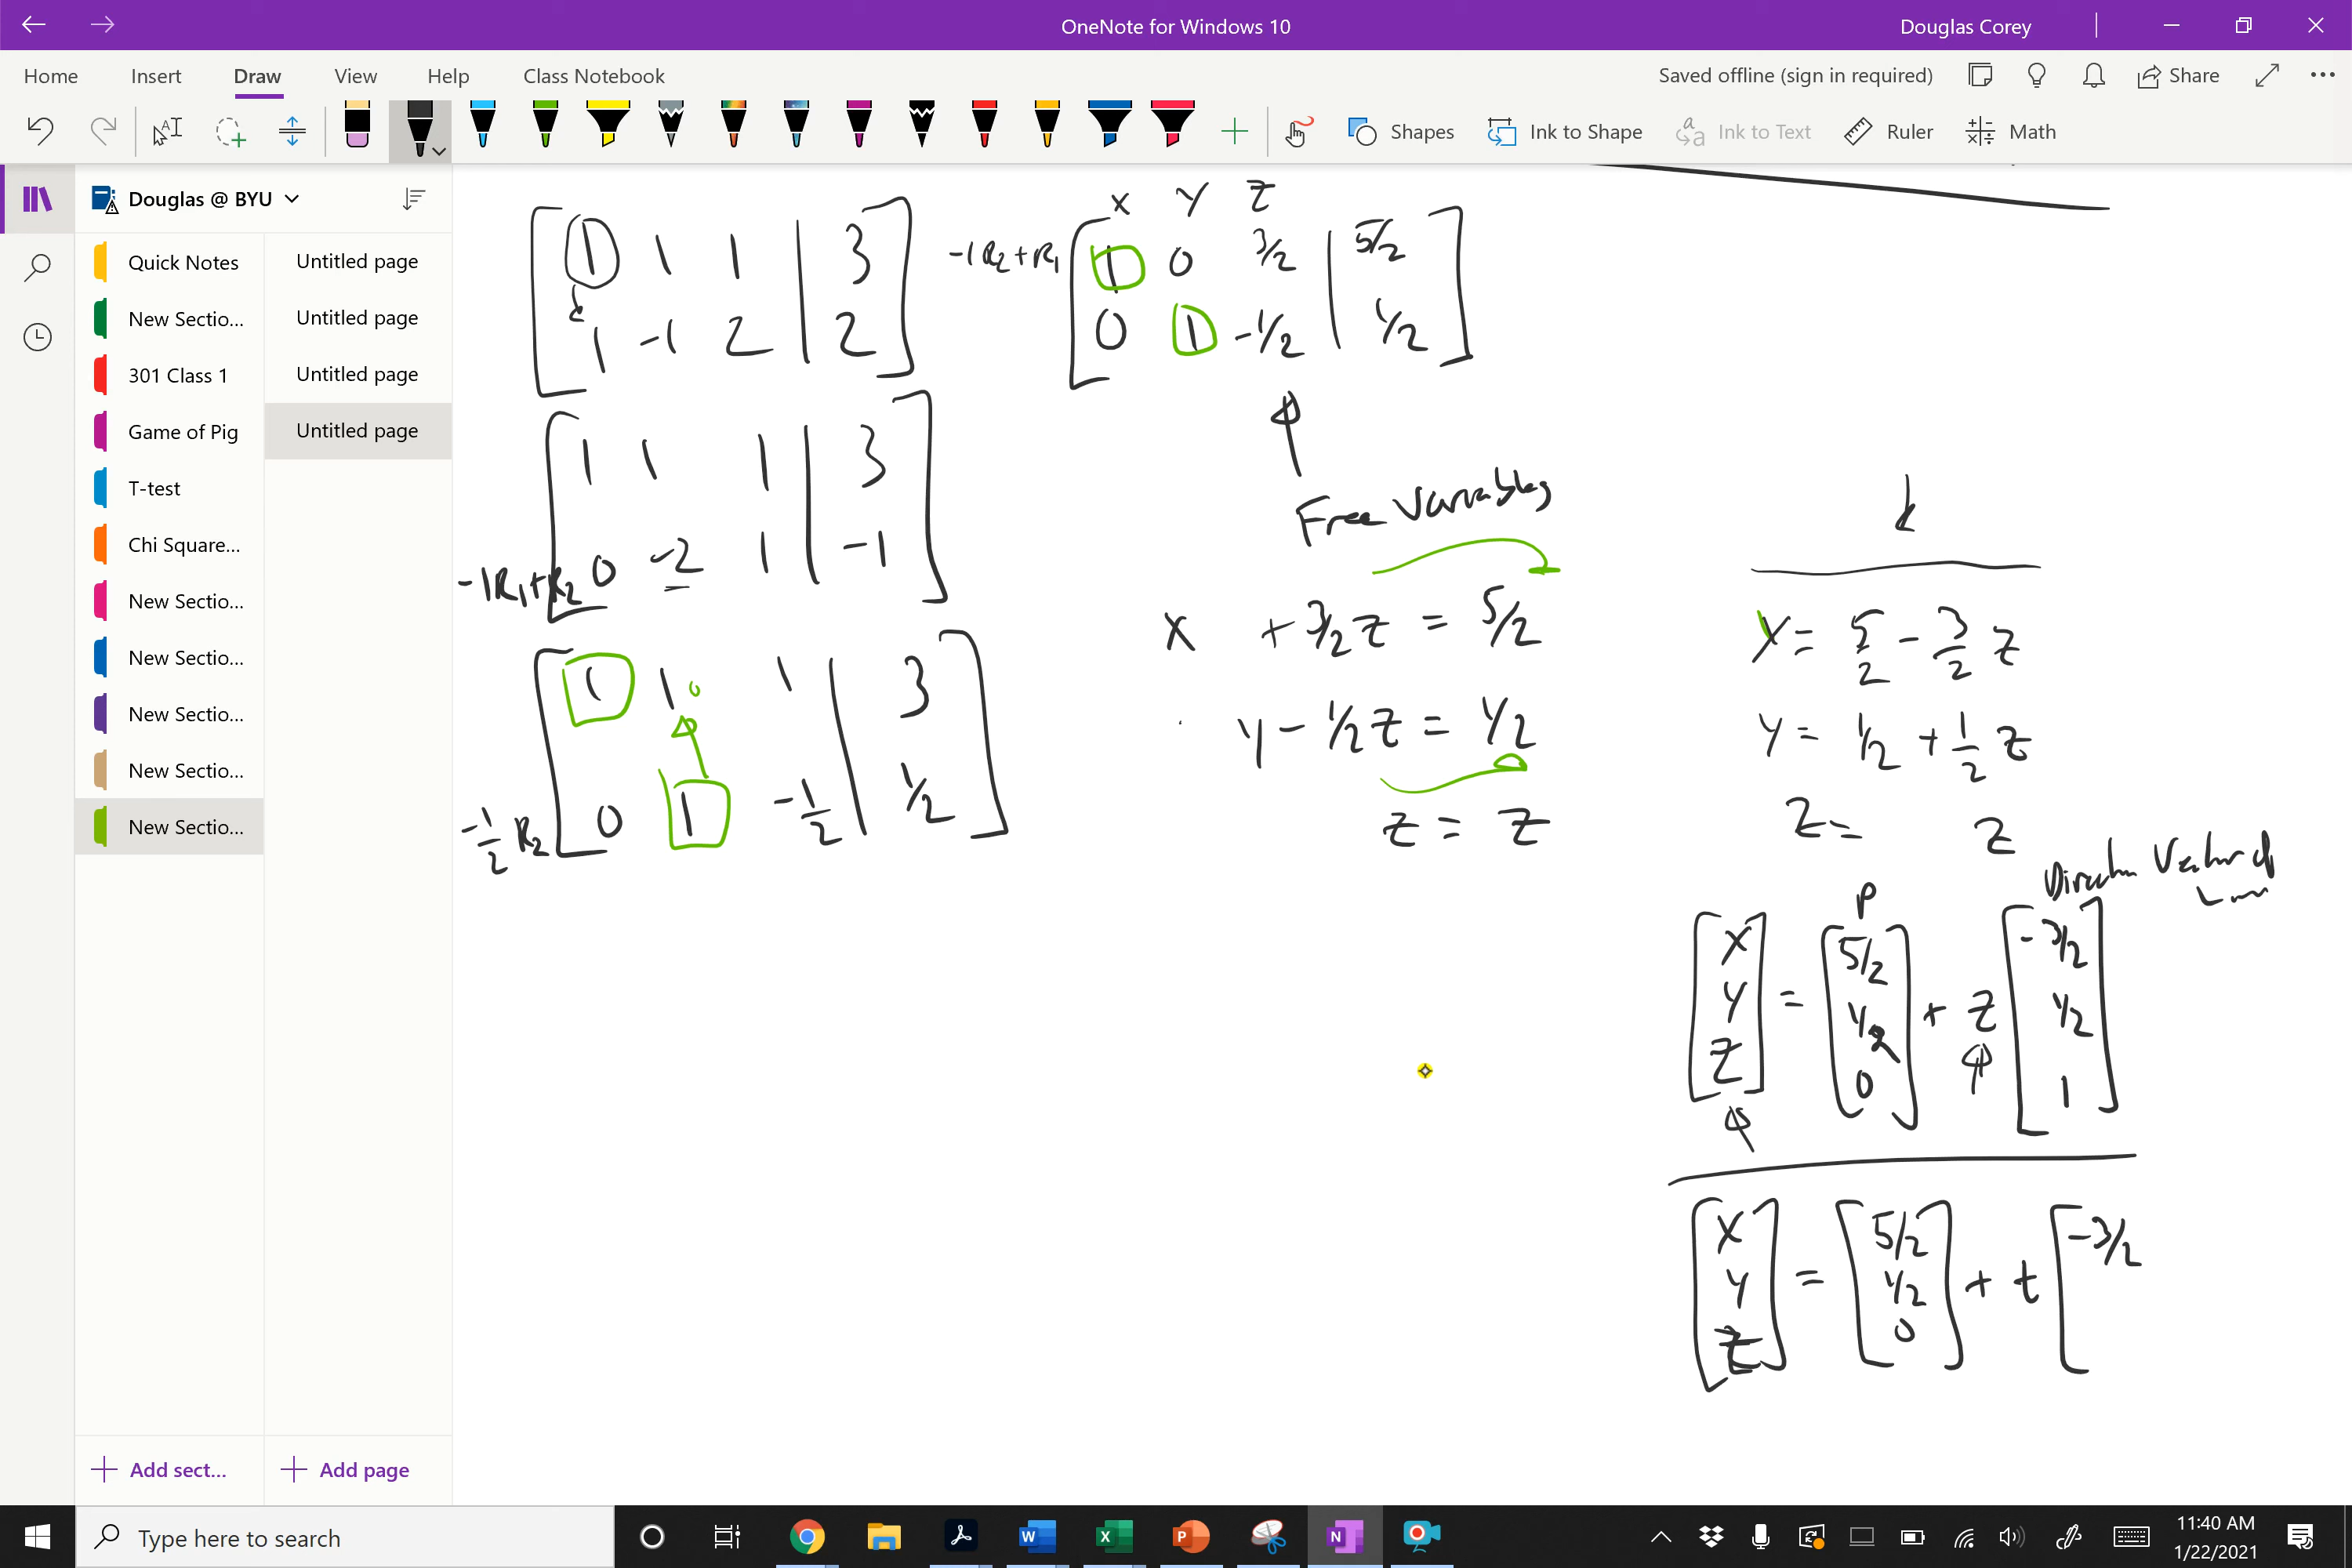 OneNote for Windows 10
Douglas Corey
Home Insert Draw View Help Class Notebook
Saved offline (sign in required) Share
Shapes Ink to Shape Ink to Text Ruler Math
Douglas @ BYU
Quick Notes
New Sectio...
301 Class 1
Game of Pig
T-test
Chi Square...
New Sectio...
New Sectio...
New Sectio...
New Sectio...
New Sectio...
Untitled page
Untitled page
Untitled page
Untitled page
1 1 1 | 3
1 -1 2 | 2
1 1 1 | 3
-1R1+R2 0 -2 1 | -1
1 1 0 1 | 3
-1/2 R2 0 1 -1/2 | 1/2
x y z
-1R2+R1 1 0 3/2 | 5/2
0 1 -1/2 | 1/2
Free Variables
x + 3/2 z = 5/2
y - 1/2 z = 1/2
z = z
x = 5/2 - 3/2 z
y = 1/2 + 1/2 z
z = z
P
Direction Vector of Line
[x y z] = [5/2 1/2 0] + z [-3/2 1/2 1]
[x y z] = [5/2 1/2 0] + t [-3/2
Add sect... Add page
Type here to search
11:40 AM
1/22/2021